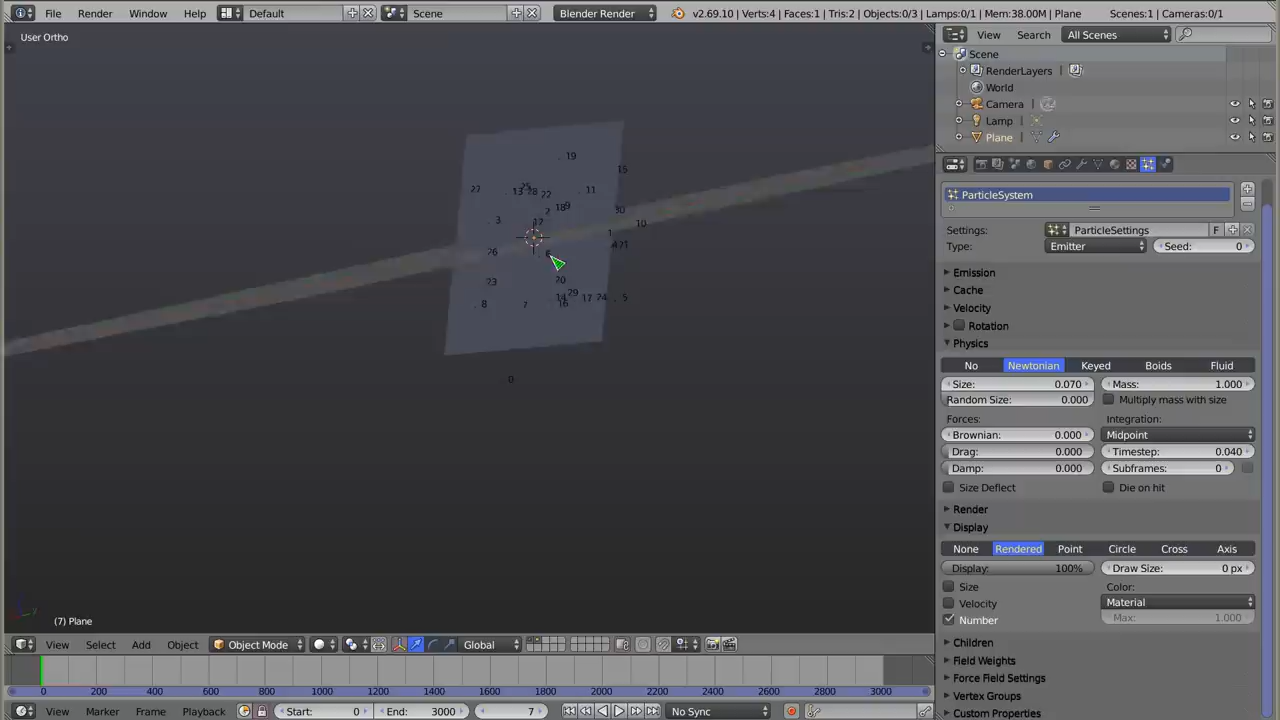 File Render Window Help Default Scene Blender Render v2.69.10 | Verts:4 | Faces:1 | Tris:2 | Objects:0/3 | Lamps:0/1 | Mem:38.00M | Plane Scenes:1 | Cameras:0/1
User Ortho
View Search All Scenes
Scene
RenderLayers
World
Camera
Lamp
Plane
ParticleSystem
Settings: ParticleSettings F
Type: Emitter Seed: 0
Emission
Cache
Velocity
Rotation
Physics
No Newtonian Keyed Boids Fluid
Size: 0.070 Mass: 1.000
Random Size: 0.000 Multiply mass with size
Forces: Integration:
Brownian: 0.000 Midpoint
Drag: 0.000 Timestep: 0.040
Damp: 0.000 Subframes: 0
Size Deflect Die on hit
Render
Display
None Rendered Point Circle Cross Axis
Display: 100% Draw Size: 0 px
Size Color:
Velocity Material
Number Max: 1.000
Children
Field Weights
Force Field Settings
Vertex Groups
Custom Properties
19
15
27 13 28 22 11
2 18 9 30
3 12 10
1
26
23 20
29
8 7 16 17 24 5
0
(7) Plane
View Select Add Object Object Mode Global
0 200 400 600 800 1000 1200 1400 1600 1800 2000 2200 2400 2600 2800 3000
View Marker Frame Playback Start: 0 End: 3000 7 No Sync